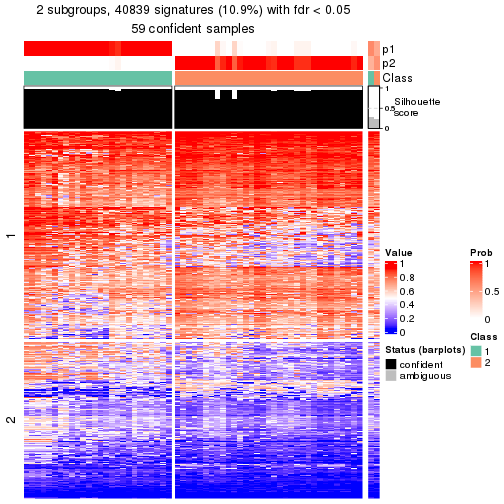 2 subgroups, 40839 signatures (10.9%) with fdr < 0.05
59 confident samples
p1
p2
Class
1
0.5
0
Silhouette
score
1
2
Value
1
0.8
0.6
0.4
0.2
0
Prob
1
0.5
0
Status (barplots)
confident
ambiguous
Class
1
2